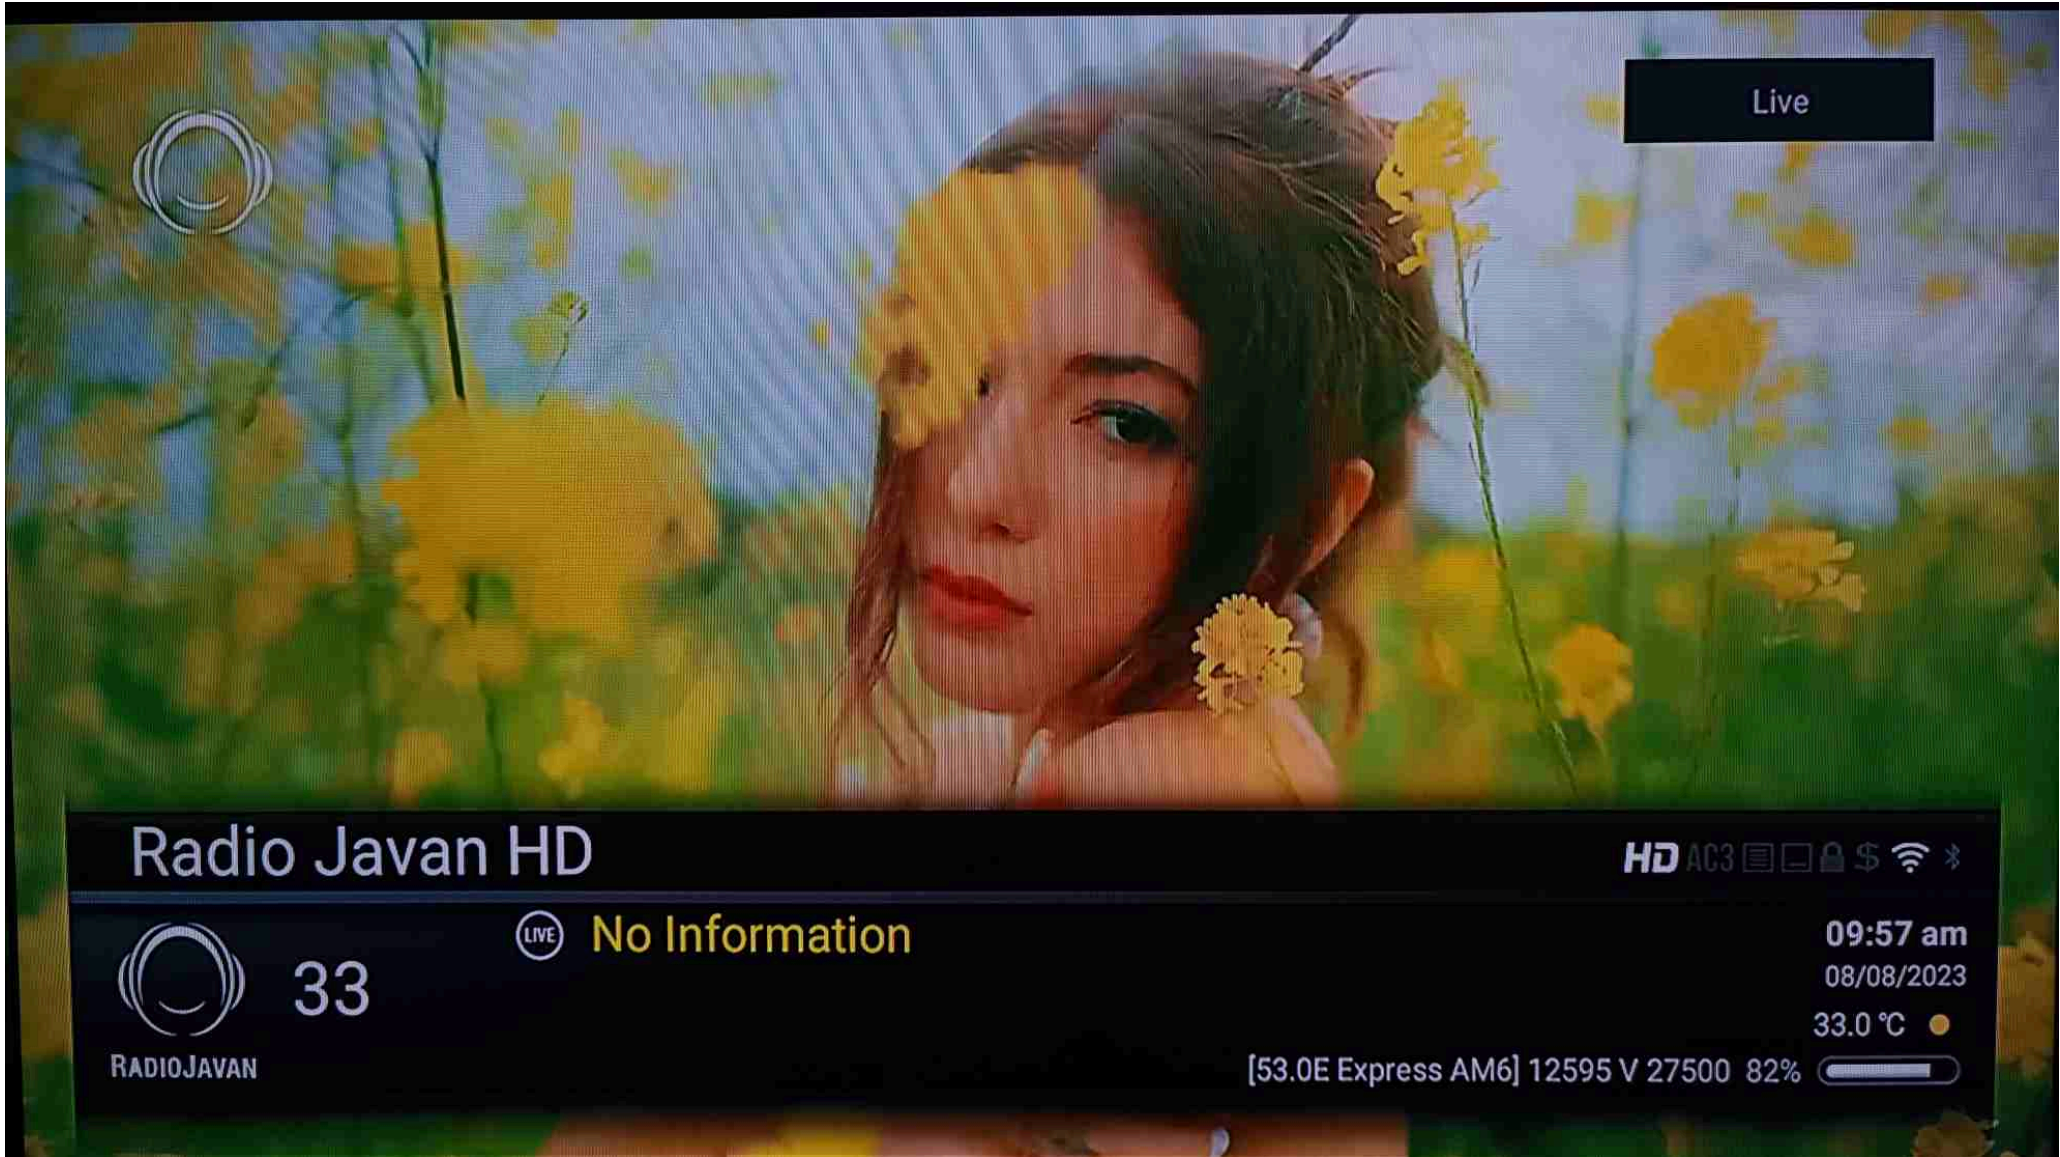 Live
Radio Javan HD
HD AC3 $
LIVE No Information
33
RADIOJAVAN
09:57 am
08/08/2023
33.0 °C
[53.0E Express AM6] 12595 V 27500 82%